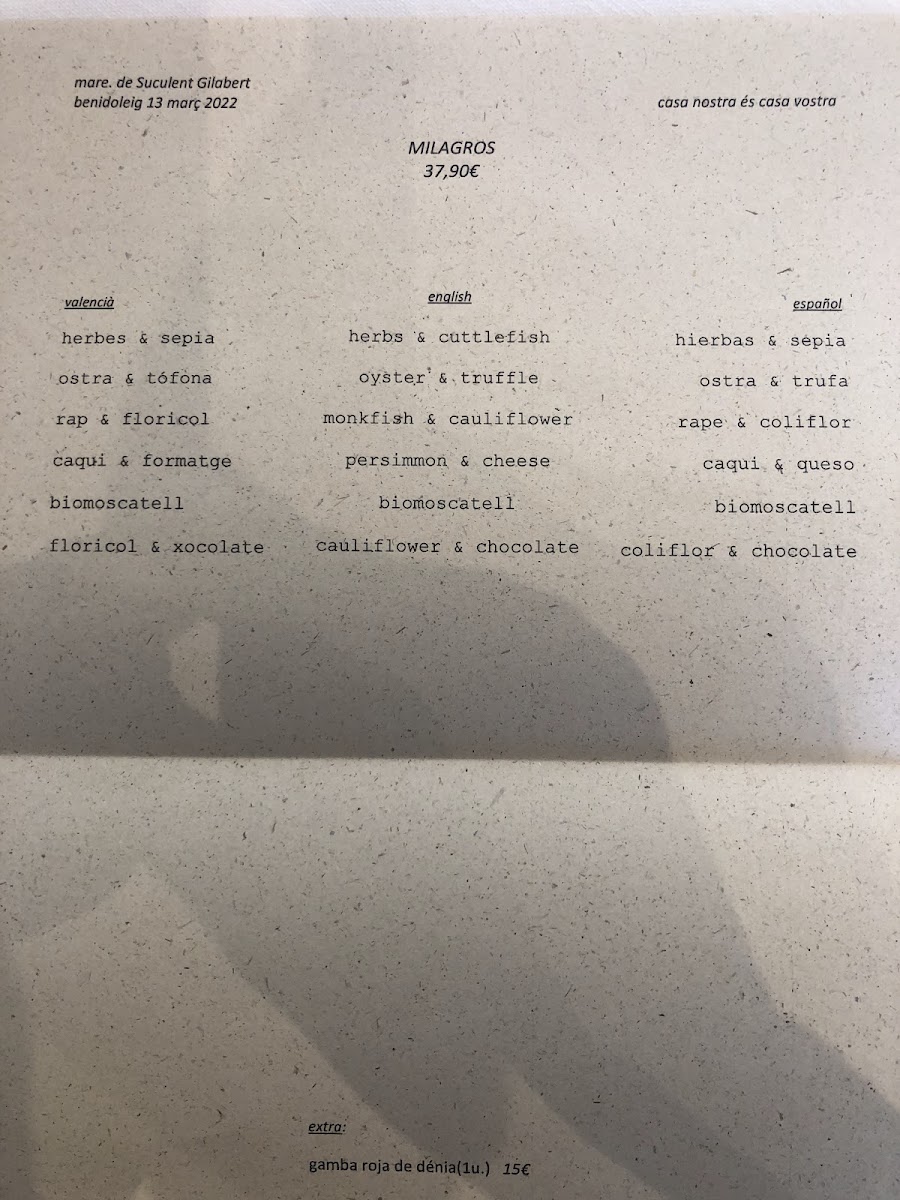 mare. de Suculent Gilabert
benidoleig 13 març 2022
casa nostra és casa vostra
MILAGROS
37,90€
valencià
herbes & sepia
ostra & tófona
rap & floricol
caqui & formatge
biomoscatell
floricol & xocolate
english
herbs & cuttlefish
oyster & truffle
monkfish & cauliflower
persimmon & cheese
biomoscatell
cauliflower & chocolate
español
hierbas & sepia
ostra & trufa
rape & coliflor
caqui & queso
biomoscatell
coliflor & chocolate
extra:
gamba roja de dénia(1u.) 15€